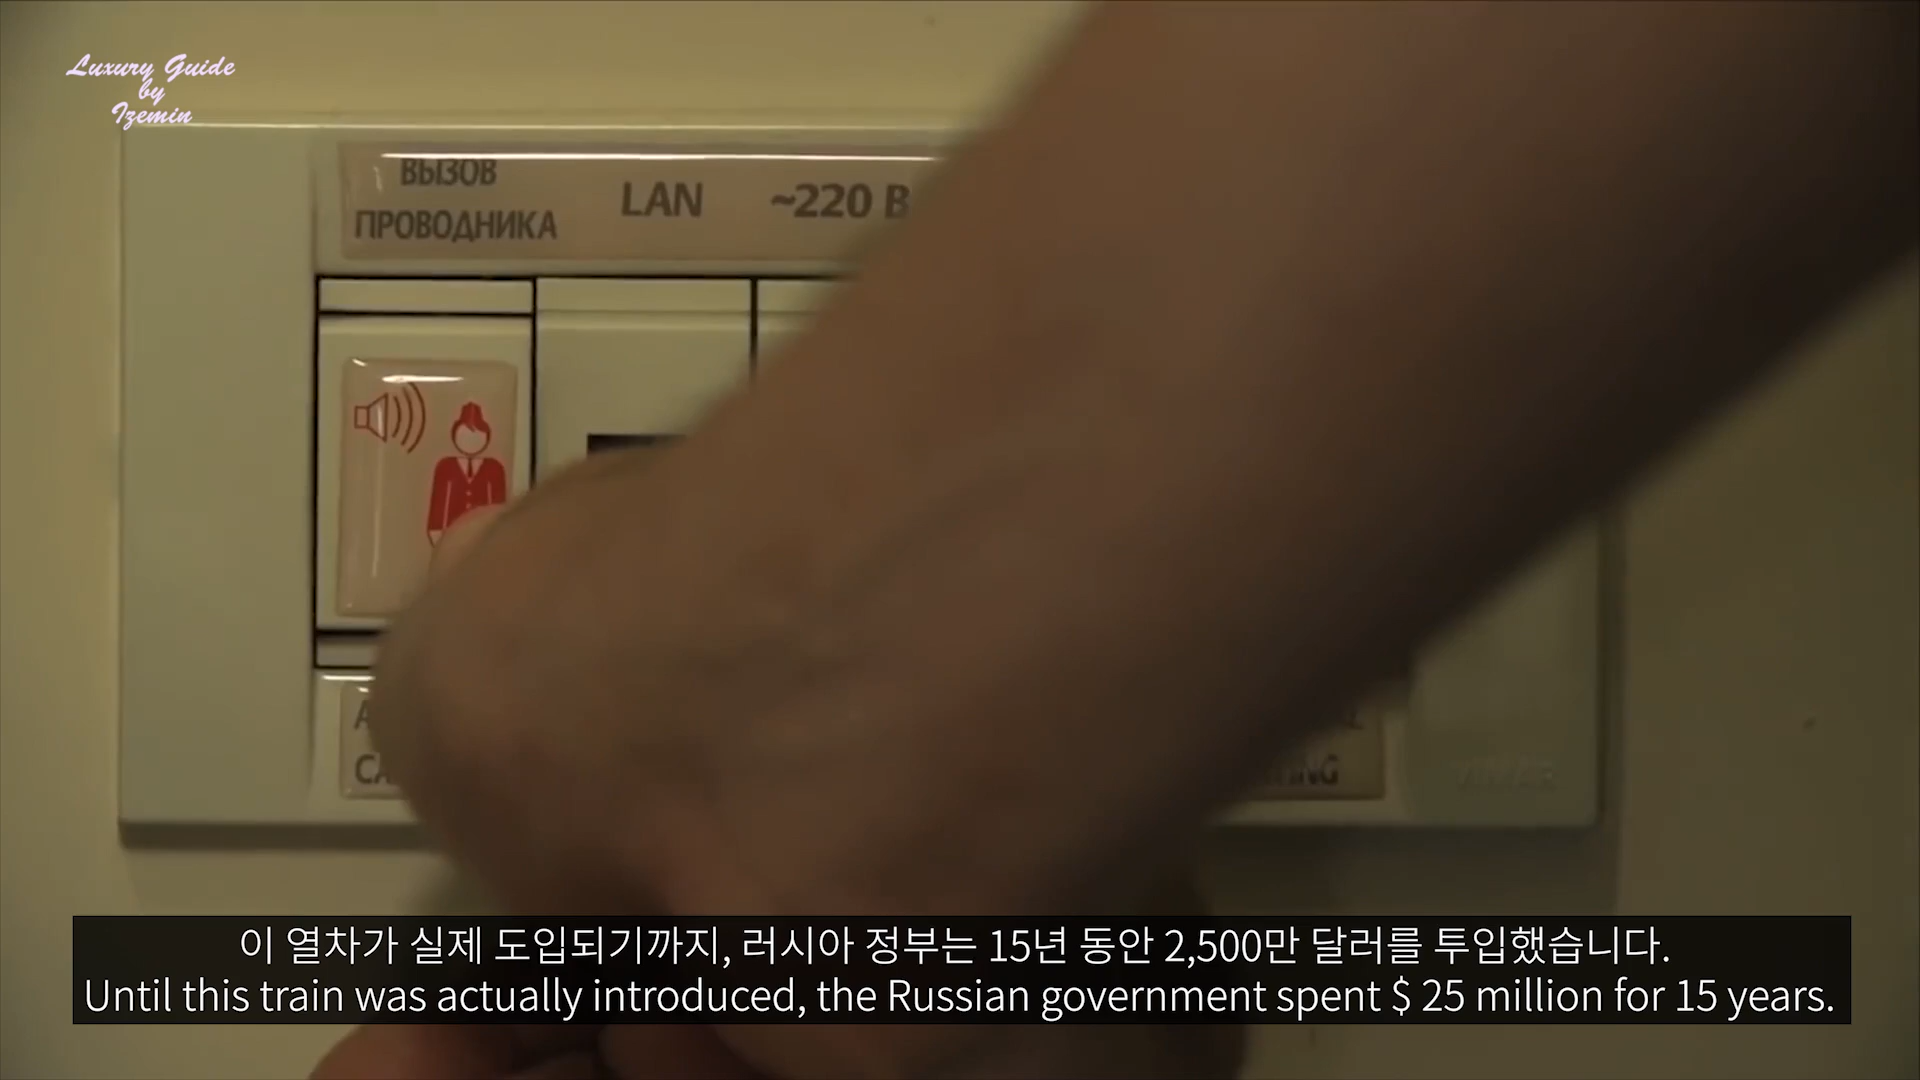 Luxury Guide
by
Izemin
ВЫЗОВ
ПРОВОДНИКА
LAN
~220 В
이 열차가 실제 도입되기까지, 러시아 정부는 15년 동안 2,500만 달러를 투입했습니다.
Until this train was actually introduced, the Russian government spent $ 25 million for 15 years.